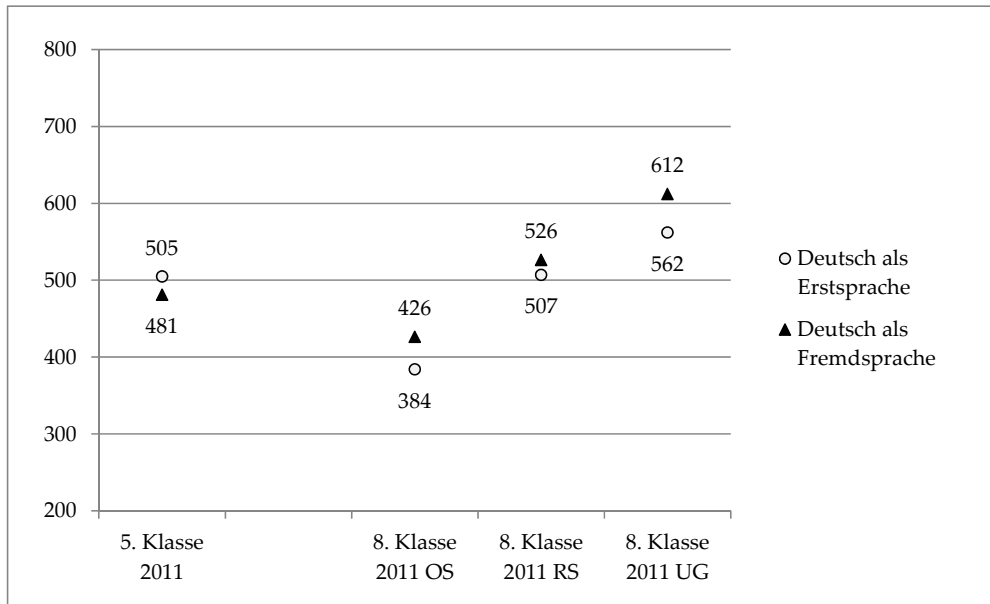 800
700
612
600
505
526
562
500
481
426
507
400
384
300
200
5. Klasse
2011
8. Klasse
2011 OS
8. Klasse
2011 RS
8. Klasse
2011 UG
Deutsch als
Erstsprache
Deutsch als
Fremdsprache